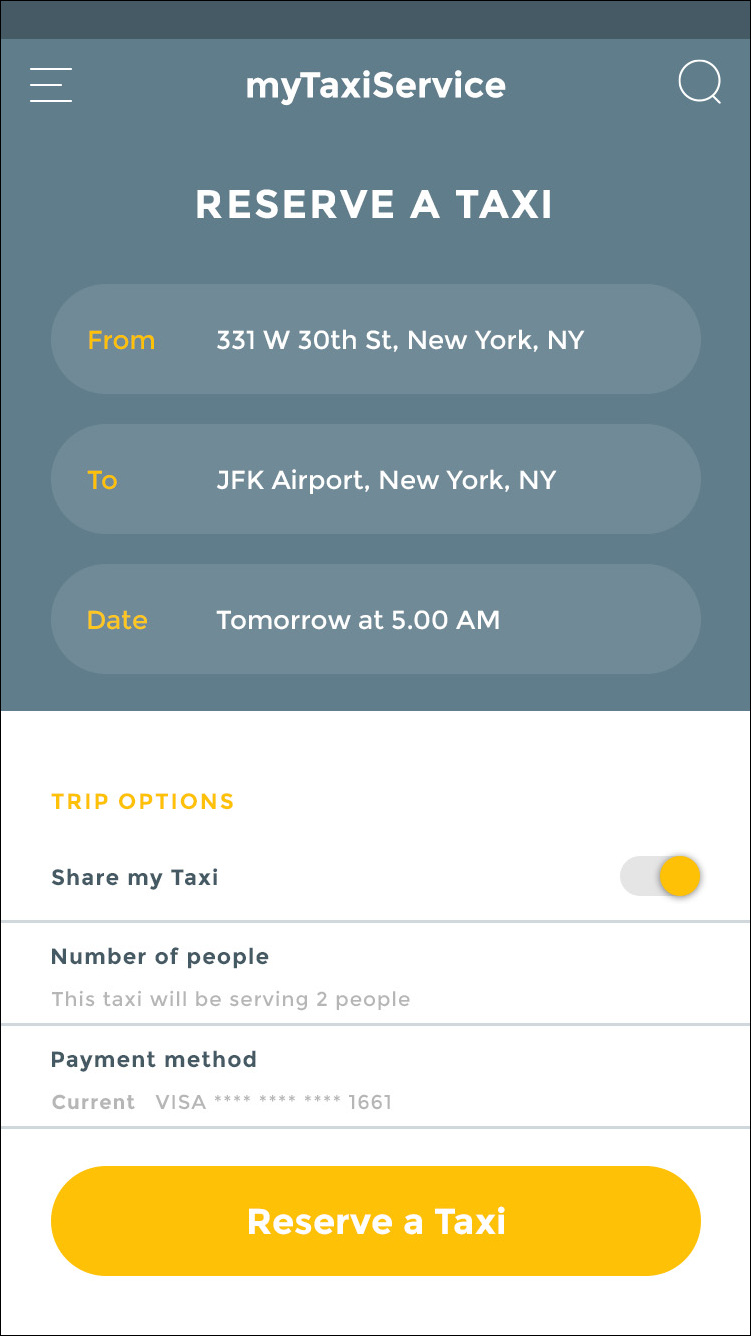 myTaxiService
RESERVE A TAXI
From 331 W 30th St, New York, NY
To JFK Airport, New York, NY
Date Tomorrow at 5.00 AM
TRIP OPTIONS
Share my Taxi
Number of people
This taxi will be serving 2 people
Payment method
Current VISA **** **** **** 1661
Reserve a Taxi